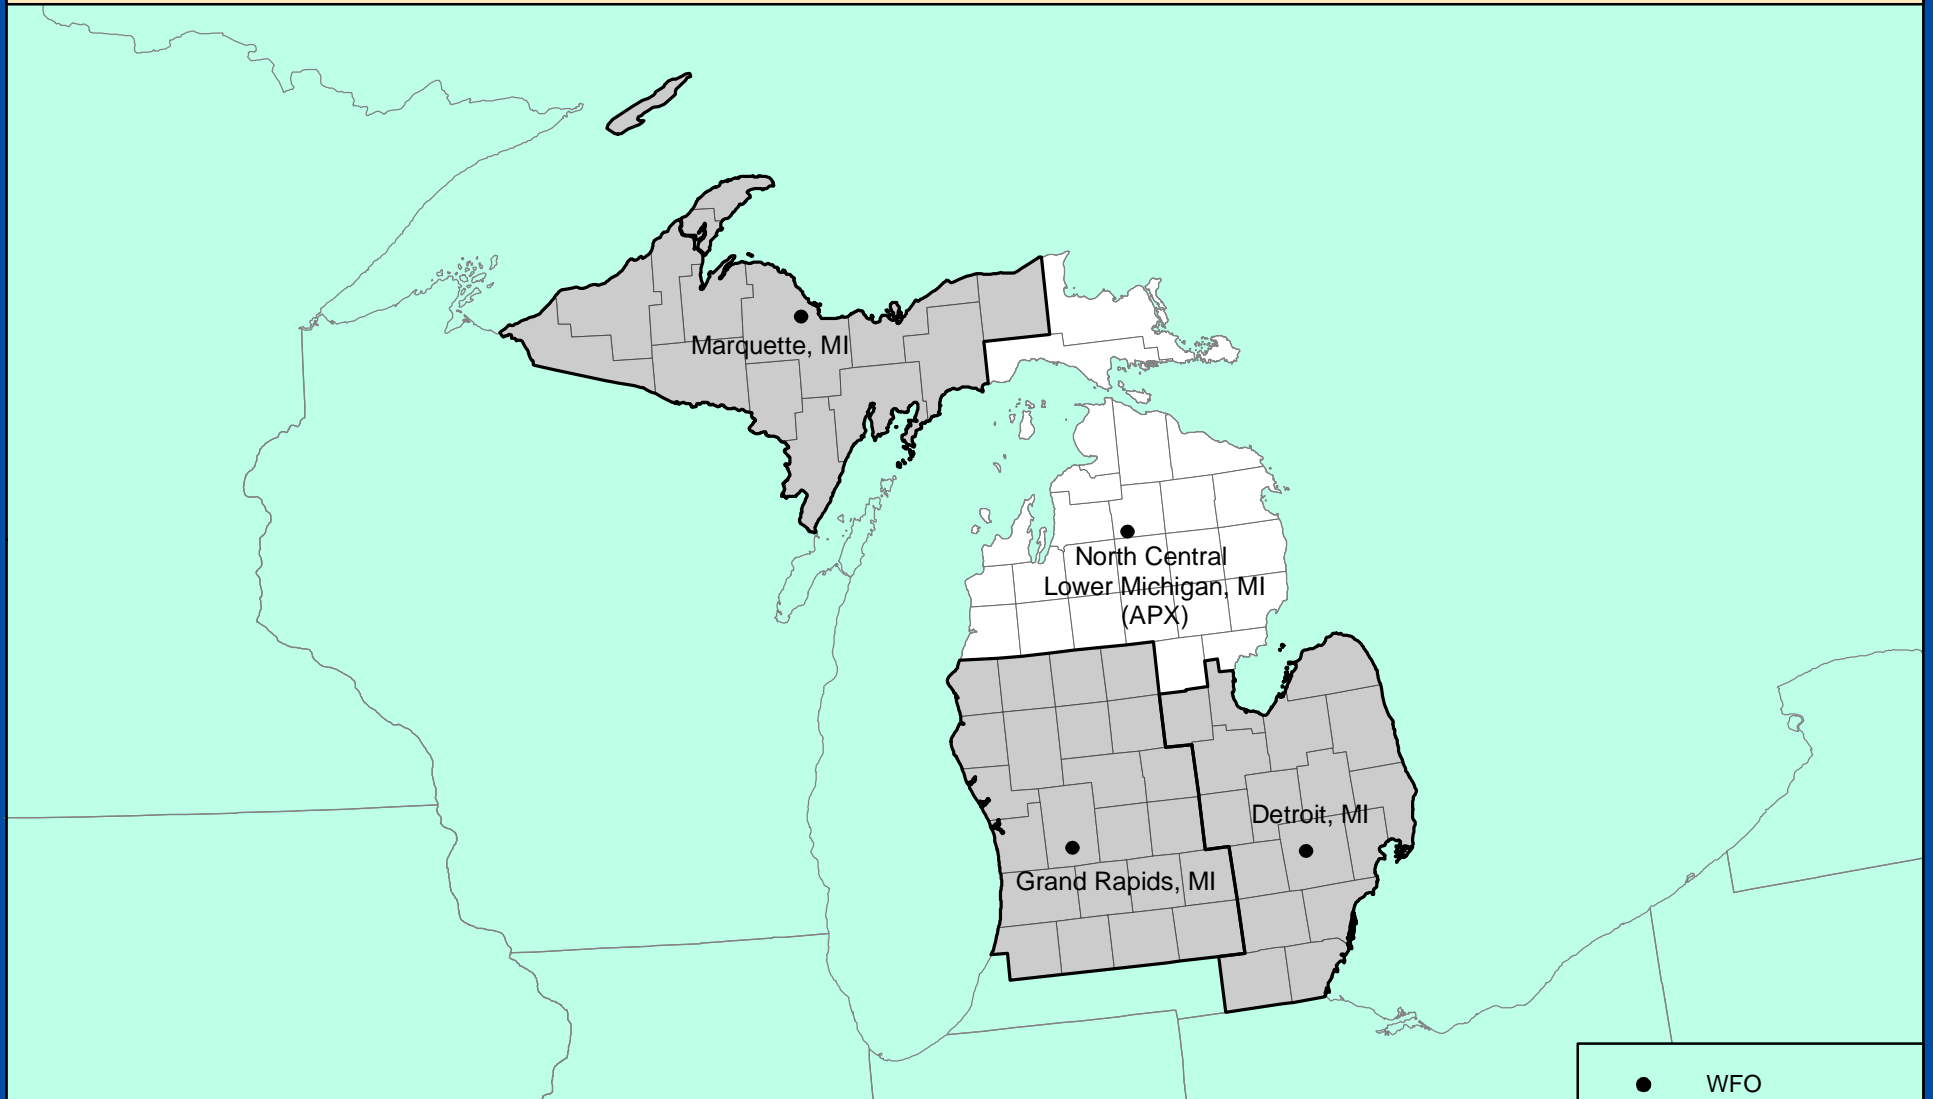 Marquette, MI
North Central
Lower Michigan, MI
(APX)
Detroit, MI
Grand Rapids, MI
WFO